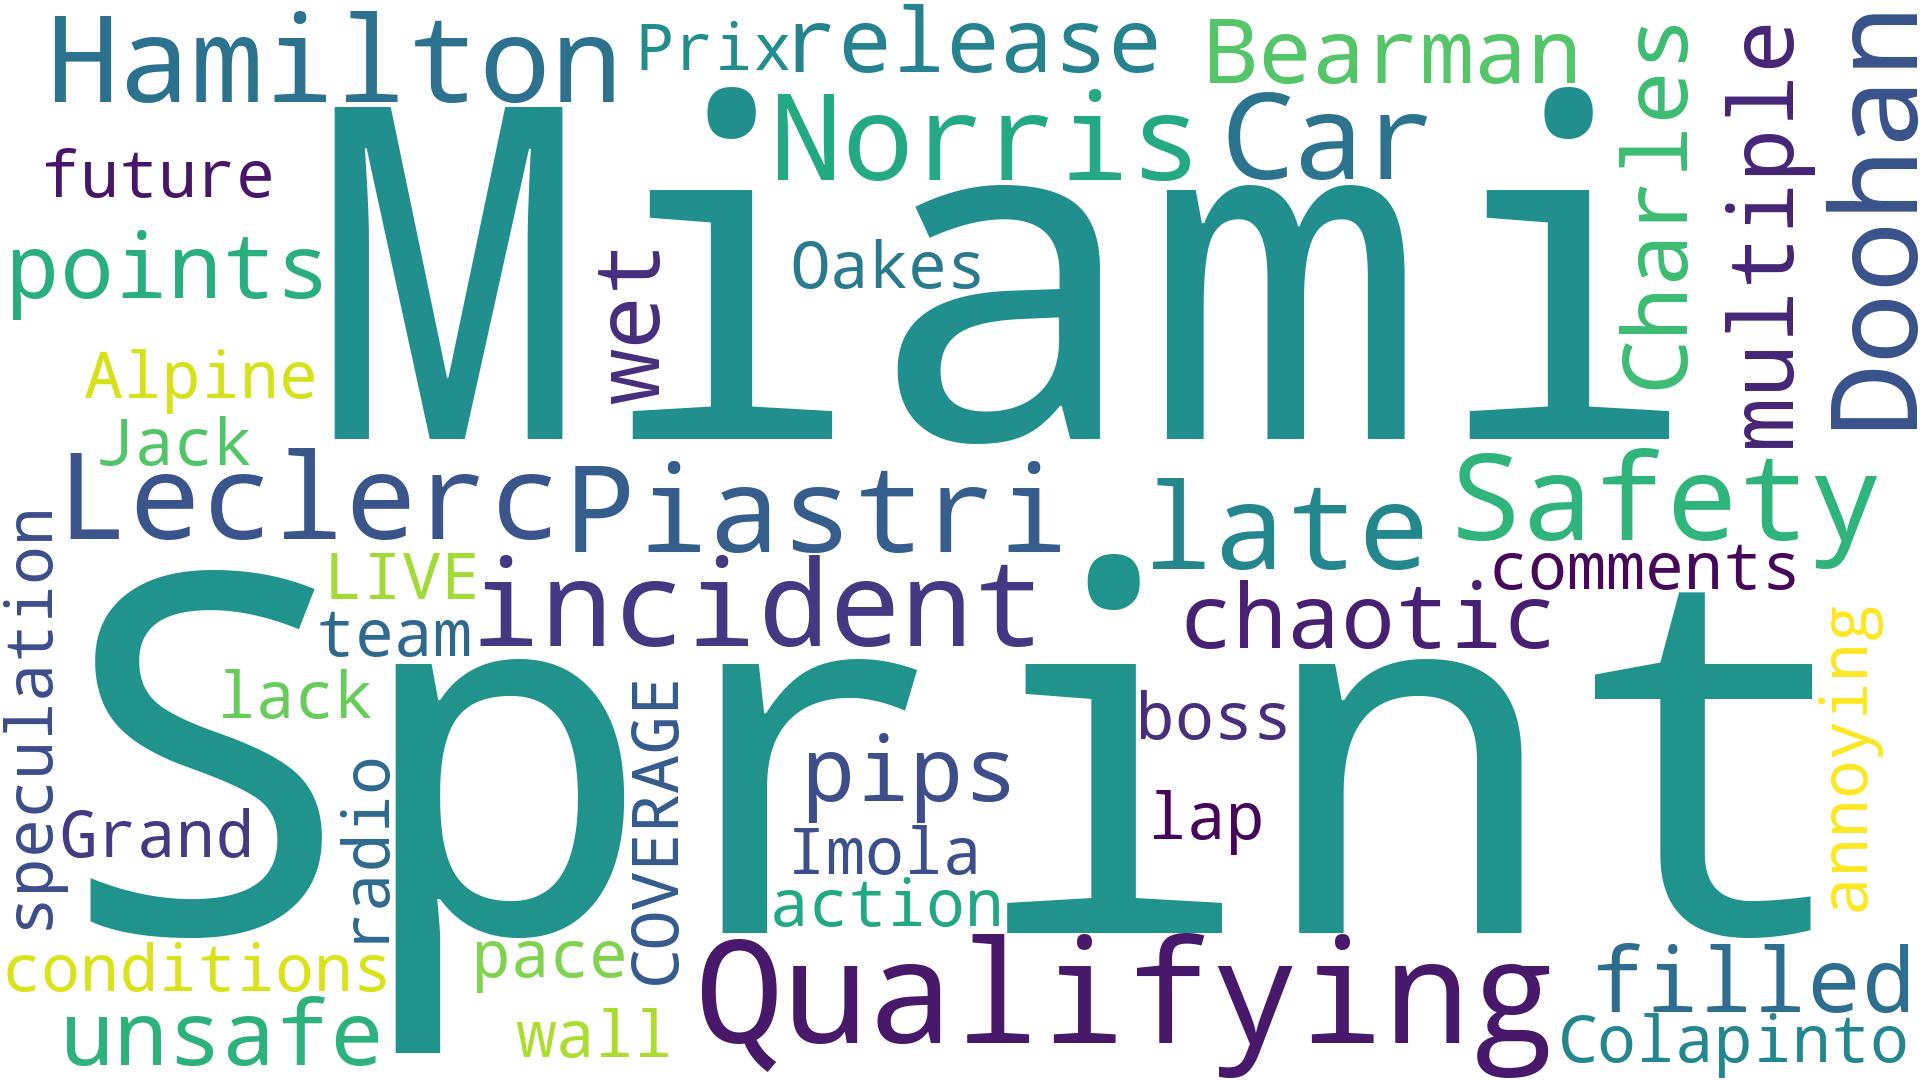 Hamilton
Prix
release
Bearman
Charles
multiple
Doohan
Norris
Car
future
Miami
points
wet
Oakes
Alpine
Jack
Leclerc
Piastri
late
Safety
speculation
LIVE
incident
chaotic
comments
team
Sprint
lack
COVERAGE
boss
annoying
pips
radio
Grand
lap
Imola
action
conditions
pace
Qualifying
filled
unsafe
wall
Colapinto